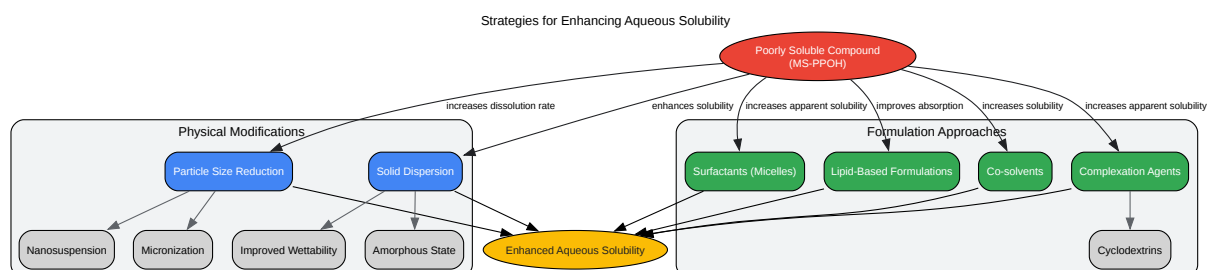 Strategies for Enhancing Aqueous Solubility
Poorly Soluble Compound
(MS-PPOH)
increases dissolution rate
enhances solubility
increases apparent solubility
improves absorption
increases solubility
increases apparent solubility
Physical Modifications
Formulation Approaches
Particle Size Reduction
Solid Dispersion
Surfactants (Micelles)
Lipid-Based Formulations
Co-solvents
Complexation Agents
Nanosuspension
Micronization
Improved Wettability
Amorphous State
Enhanced Aqueous Solubility
Cyclodextrins